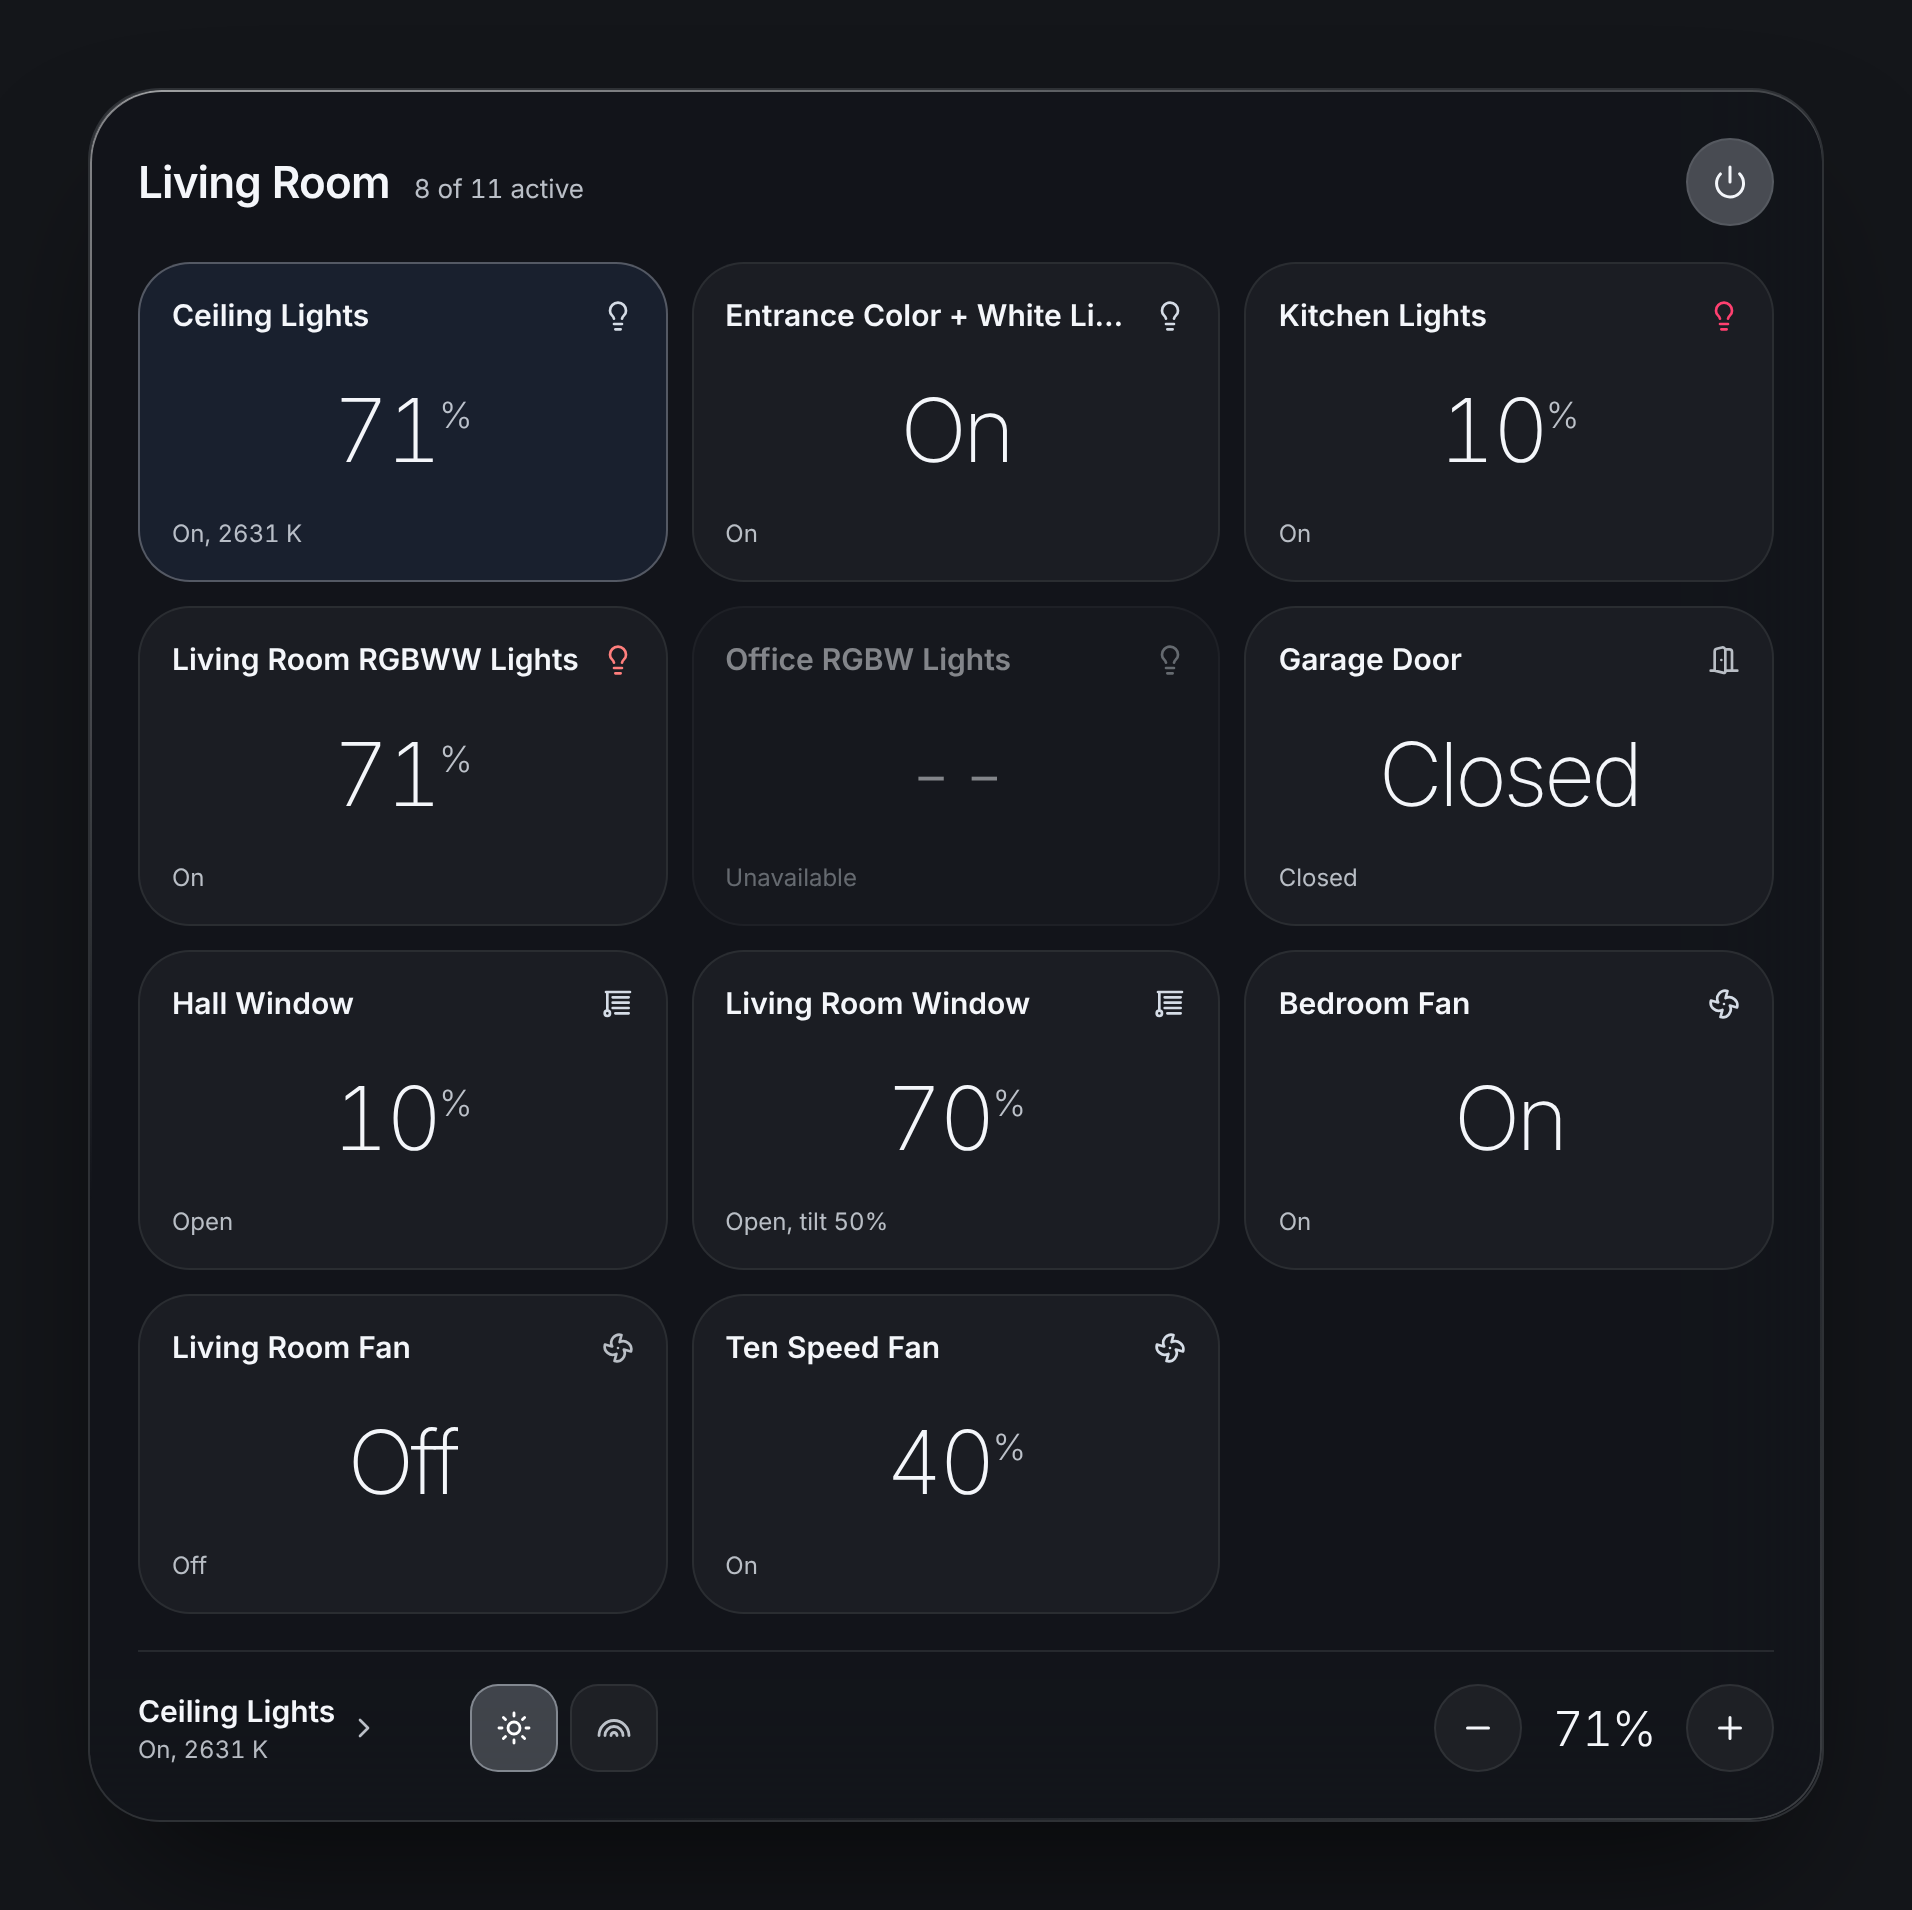 Living Room 8 of 11 active
Ceiling Lights
71%
On, 2631 K
Entrance Color + White Li...
On
On
Kitchen Lights
10%
On
Living Room RGBWW Lights
71%
On
Office RGBW Lights
– –
Unavailable
Garage Door
Closed
Closed
Hall Window
10%
Open
Living Room Window
70%
Open, tilt 50%
Bedroom Fan
On
On
Living Room Fan
Off
Off
Ten Speed Fan
40%
On
Ceiling Lights
On, 2631 K
71%